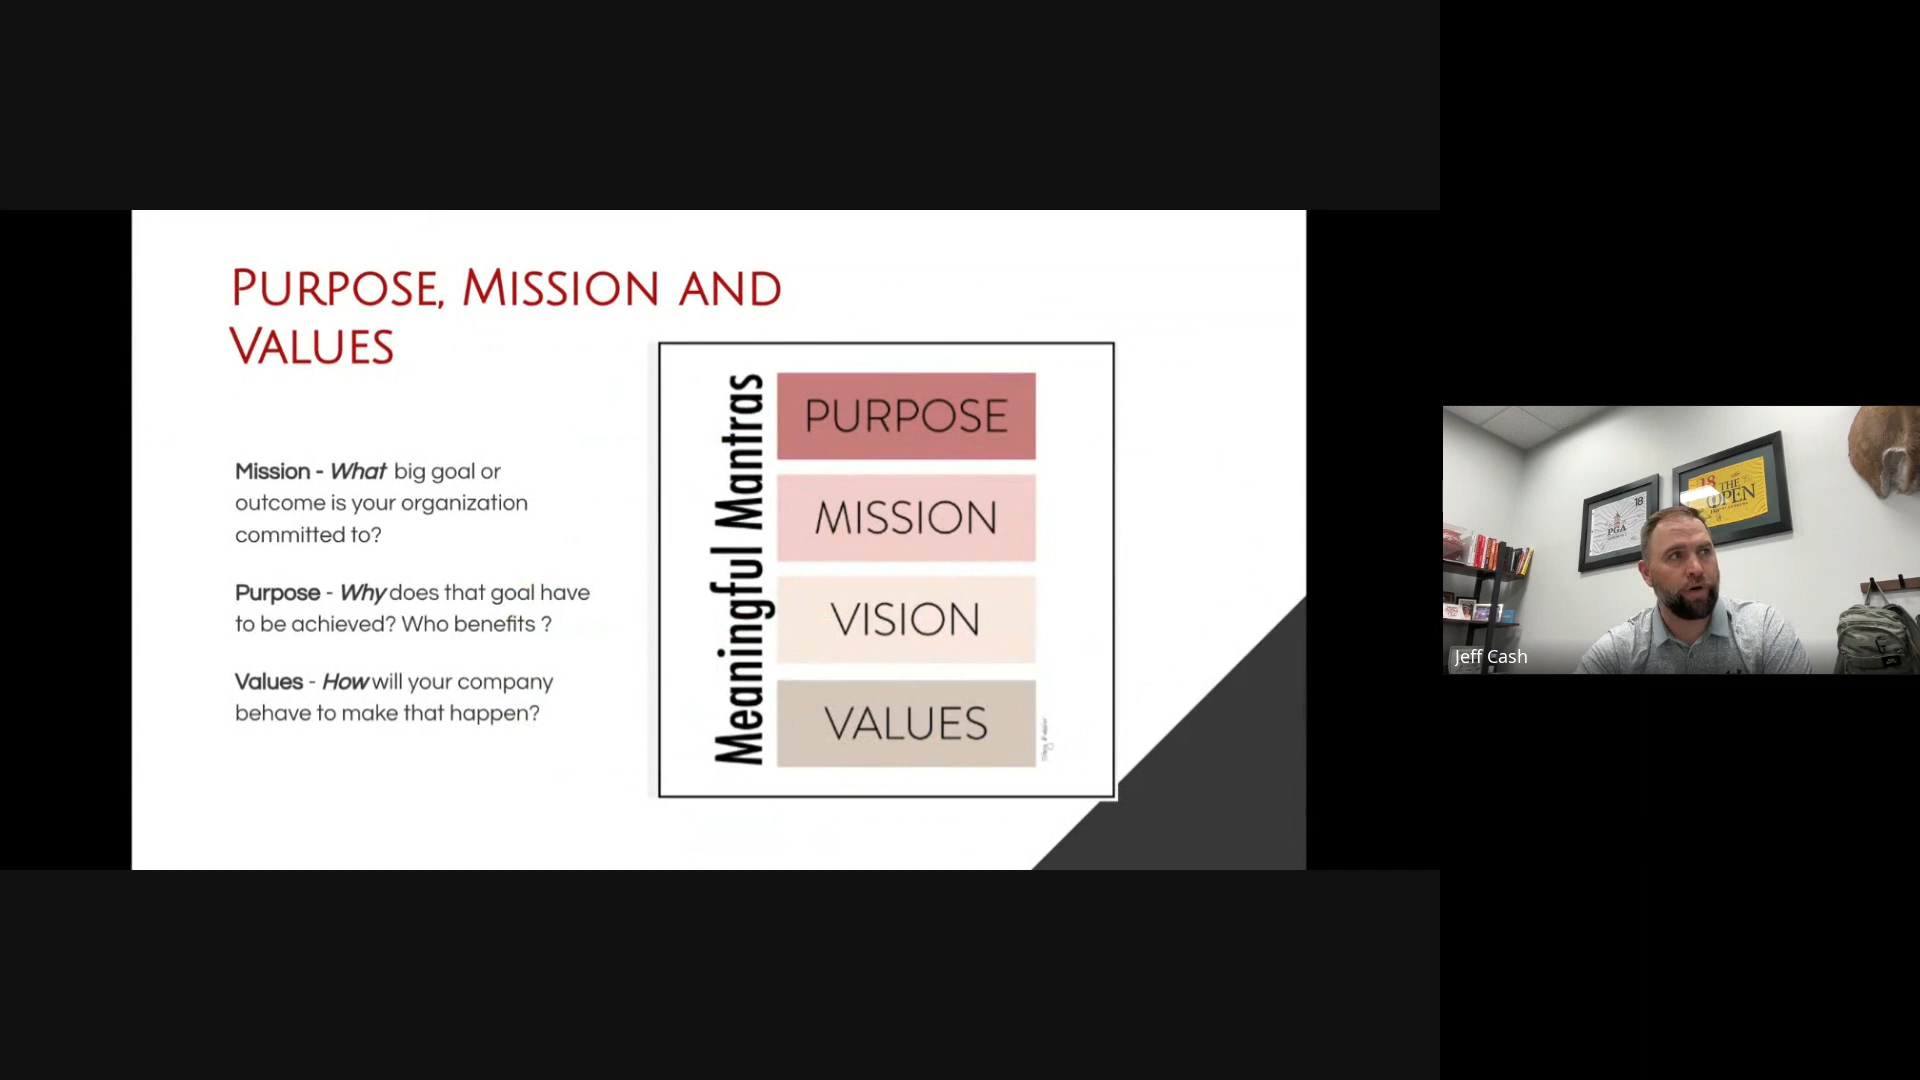 PURPOSE, MISSION AND
VALUES
Mission - What big goal or
outcome is your organization
committed to?
Purpose - Why does that goal have
to be achieved? Who benefits ?
Values - How will your company
behave to make that happen?
Meaningful Mantras
PURPOSE
MISSION
VISION
VALUES
18
PGA
18
THE
OPEN
Jeff Cash